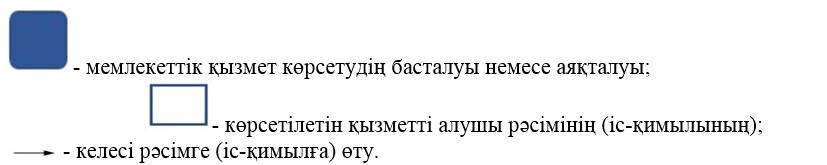 - мемлекеттік қызмет көрсетудің басталуы немесе аяқталуы;
- көрсетілетін қызметті алушы рәсімінің (іс-қимылының);
- келесі рәсімге (іс-қимылға) өту.